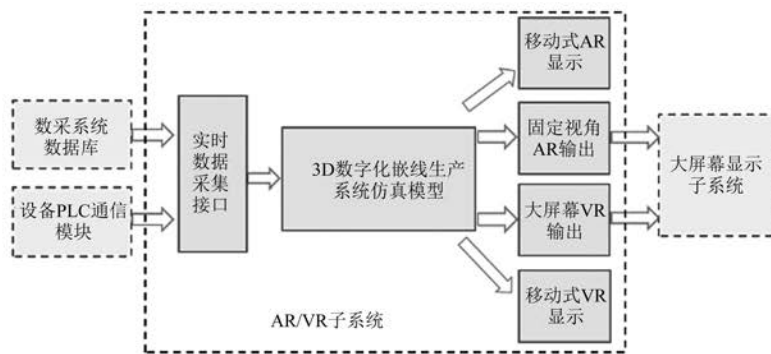 数采系统
数据库
设备PLC通信
模块
实时
数据
采集
接口
3D数字化嵌线生产
系统仿真模型
移动式AR
显示
固定视角
AR输出
大屏幕VR
输出
移动式VR
显示
大屏幕显示
子系统
AR/VR子系统